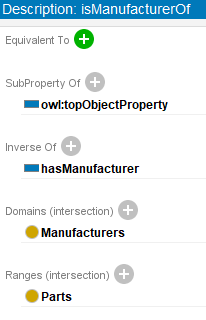 Description: isManufacturerOf
Equivalent To
SubProperty Of
owl:topObjectProperty
Inverse Of
hasManufacturer
Domains (intersection)
Manufacturers
Ranges (intersection)
Parts